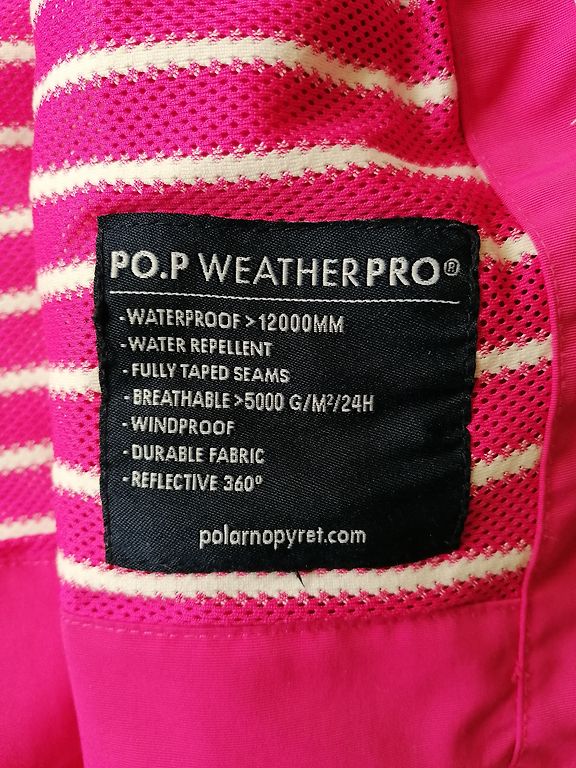 PO.P WEATHERPRO®
-WATERPROOF >12000MM
-WATER REPELLENT
-FULLY TAPED SEAMS
-BREATHABLE >5000 G/M²/24H
-WINDPROOF
-DURABLE FABRIC
-REFLECTIVE 360º
polarnopyret.com